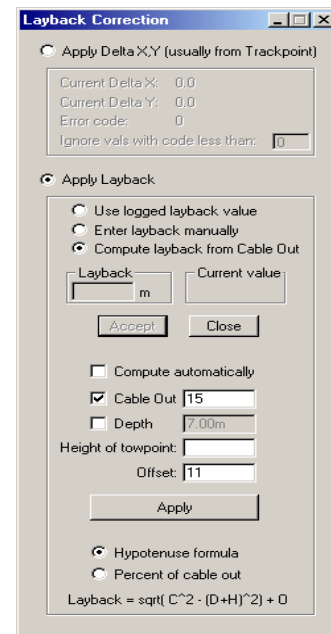 Layback Correction
Apply Delta X,Y (usually from Trackpoint)
Current Delta X: 0.0
Current Delta Y: 0.0
Error code: 0
Ignore vals with code less than: 0
Apply Layback
Use logged layback value
Enter layback manually
Compute layback from Cable Out
Layback Current value
m
Accept Close
Compute automatically
Cable Out 15
Depth 7.00m
Height of towpoint:
Offset: 11
Apply
Hypotenuse formula
Percent of cable out
Layback = sqrt( C^2 - (D+H)^2) + O